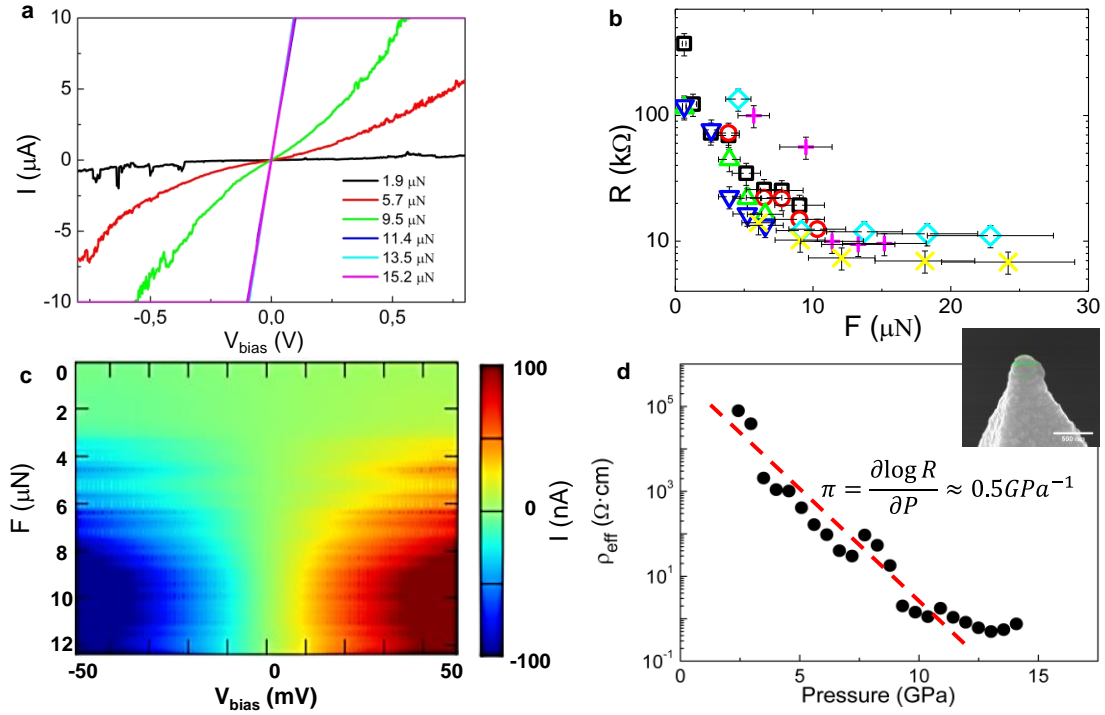 a
10
5
0
-5
-10
I (μA)
-0,5
0,0
0,5
V_bias (V)
1.9 μN
5.7 μN
9.5 μN
11.4 μN
13.5 μN
15.2 μN
b
100
10
R (kΩ)
0
10
20
30
F (μN)
c
0
2
4
6
8
10
12
F (μN)
-50
0
50
V_bias (mV)
100
0
-100
I (nA)
d
10^5
10^3
10^1
10^-1
ρ_eff (Ω·cm)
0
5
10
15
Pressure (GPa)
π = ∂log R / ∂P ≈ 0.5GPa^-1
500 nm